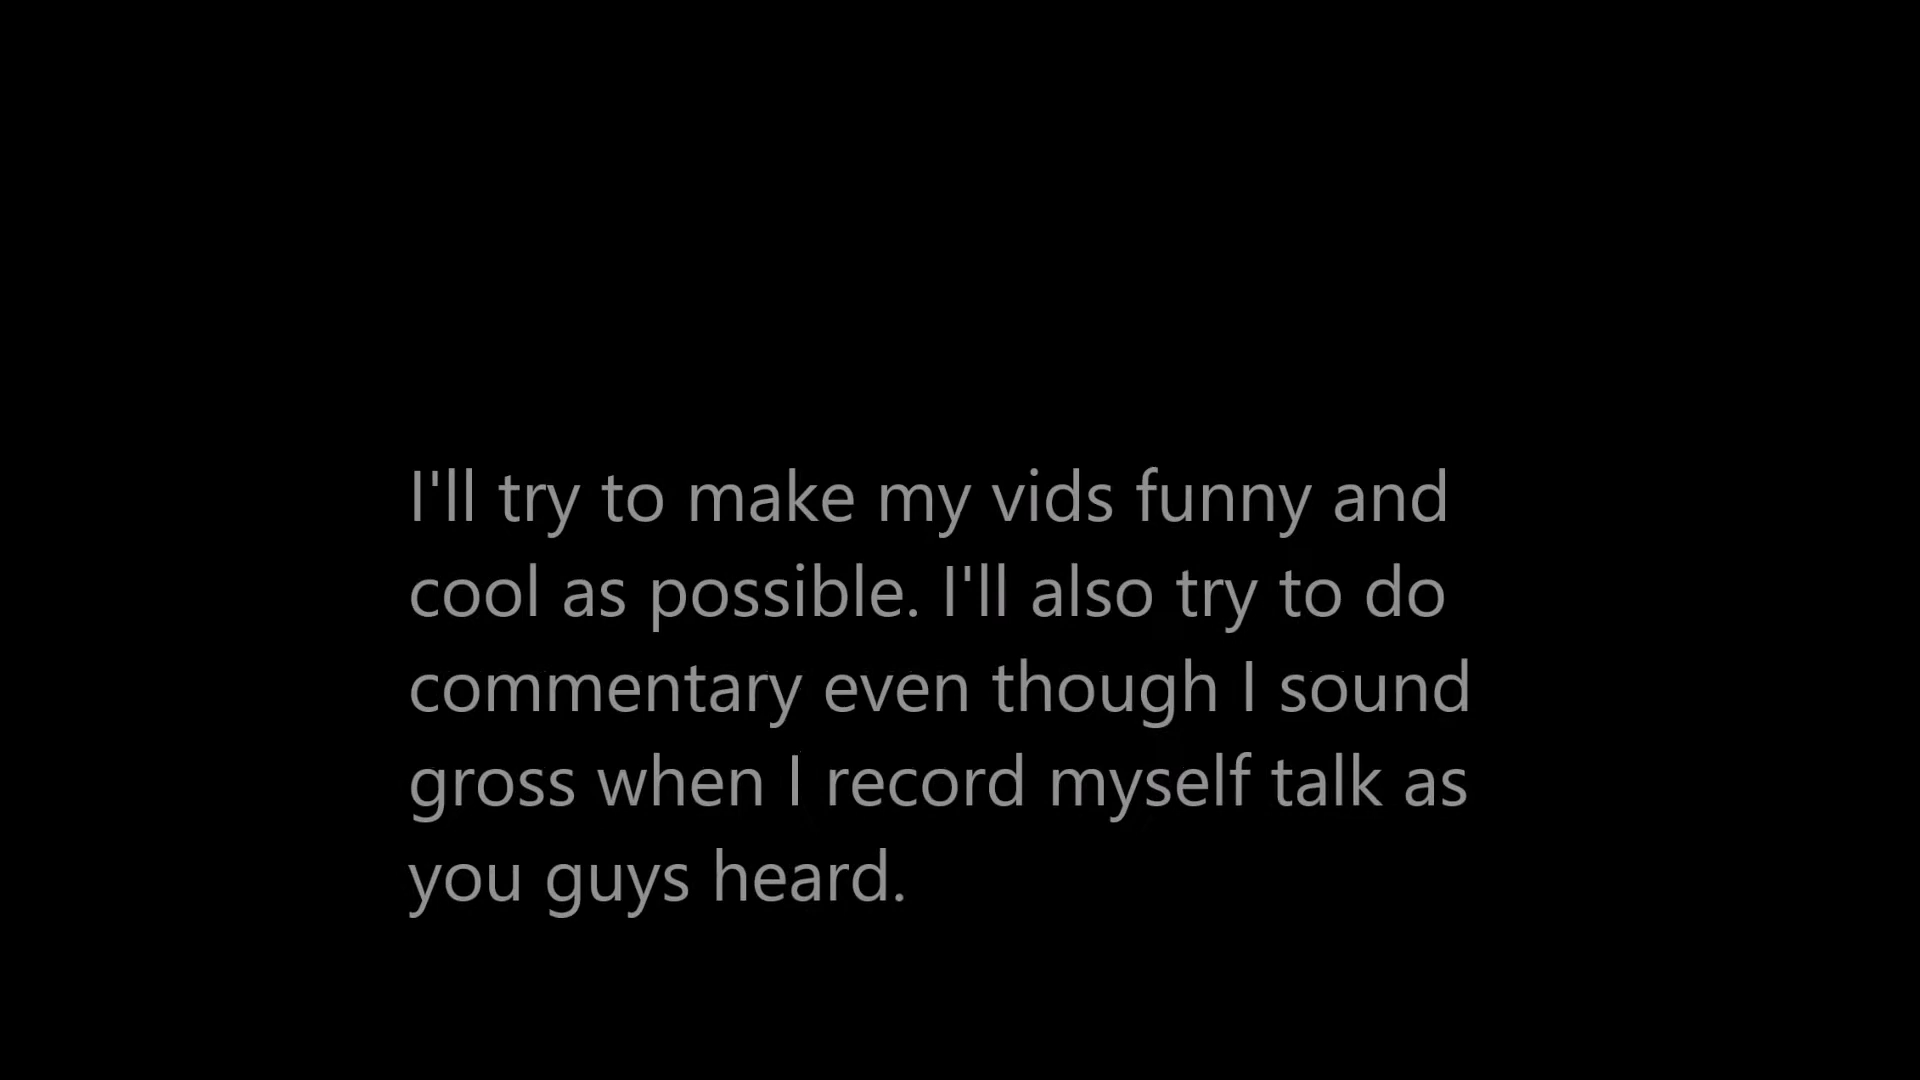 I'll try to make my vids funny and
cool as possible. I'll also try to do
commentary even though I sound
gross when I record myself talk as
you guys heard.